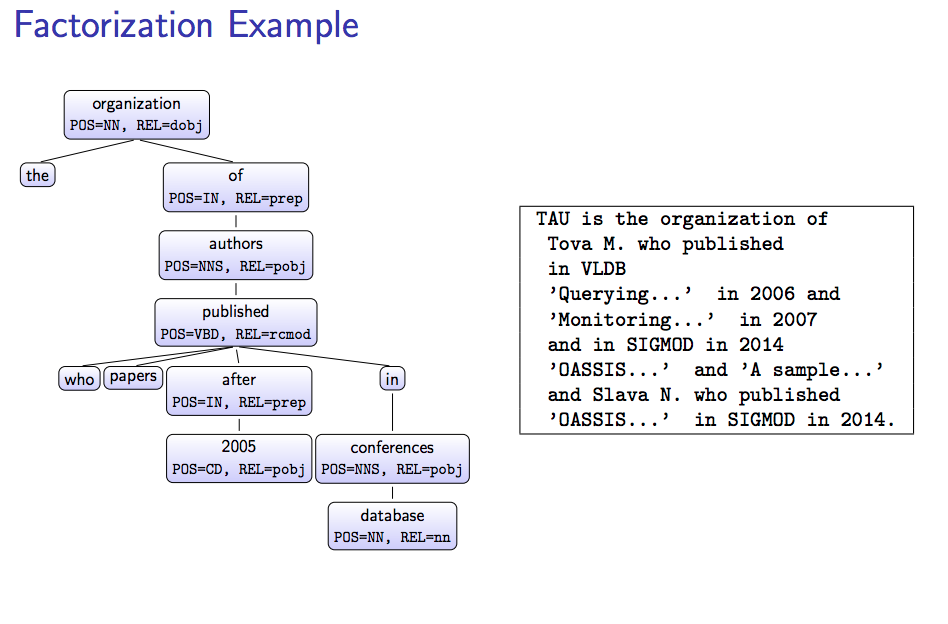 Factorization Example
organization
POS=NN, REL=dobj
the
of
POS=IN, REL=prep
authors
POS=NNS, REL=pobj
published
POS=VBD, REL=rcmod
who
papers
after
POS=IN, REL=prep
in
2005
POS=CD, REL=pobj
conferences
POS=NNS, REL=pobj
database
POS=NN, REL=nn
TAU is the organization of
Tova M. who published
in VLDB
’Querying...’ in 2006 and
’Monitoring...’ in 2007
and in SIGMOD in 2014
’OASSIS...’ and ’A sample...’
and Slava N. who published
’OASSIS...’ in SIGMOD in 2014.